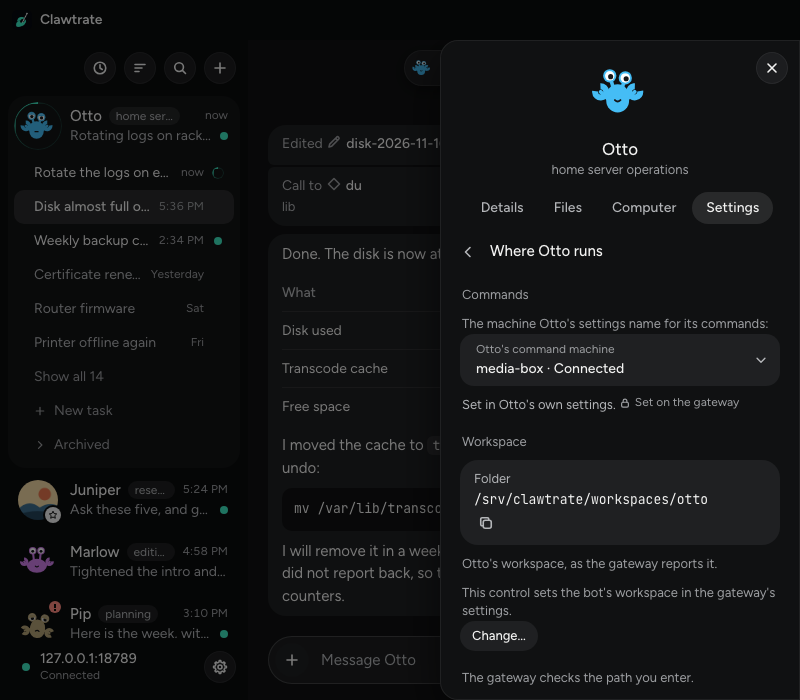 Clawtrate
Otto home ser... now
Rotating logs on rack...
Rotate the logs on e... now
Disk almost full o... 5:36 PM
Weekly backup c... 2:34 PM
Certificate rene... Yesterday
Router firmware Sat
Printer offline again Fri
Show all 14
+ New task
Archived
Juniper rese... 5:24 PM
Ask these five, and g...
Marlow editi... 4:58 PM
Tightened the intro and...
Pip planning 3:10 PM
Here is the week. wit...
127.0.0.1:18789
Connected
Edited disk-2026-11-1
Call to du
lib
Done. The disk is now at
What
Disk used
Transcode cache
Free space
I moved the cache to
undo:
mv /var/lib/transco
I will remove it in a week
did not report back, so t
counters.
Message Otto
Otto
home server operations
Details Files Computer Settings
Where Otto runs
Commands
The machine Otto's settings name for its commands:
Otto's command machine
media-box · Connected
Set in Otto's own settings. Set on the gateway
Workspace
Folder
/srv/clawtrate/workspaces/otto
Otto's workspace, as the gateway reports it.
This control sets the bot's workspace in the gateway's
settings.
Change...
The gateway checks the path you enter.